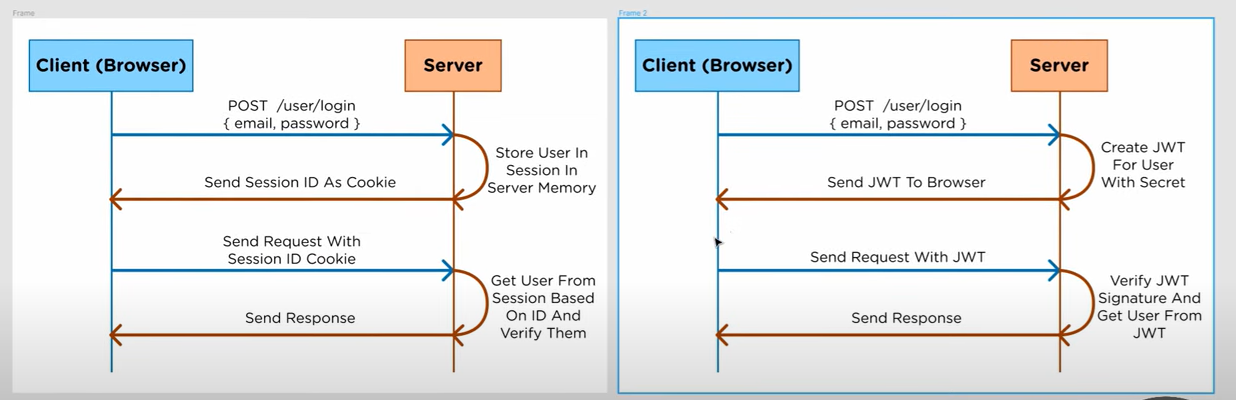 Frame
Client (Browser)
Server
POST /user/login
{ email, password }
Store User In
Session In
Server Memory
Send Session ID As Cookie
Send Request With
Session ID Cookie
Get User From
Session Based
On ID And
Verify Them
Send Response
Frame 2
Client (Browser)
Server
POST /user/login
{ email, password }
Create JWT
For User
With Secret
Send JWT To Browser
Send Request With JWT
Verify JWT
Signature And
Get User From
JWT
Send Response